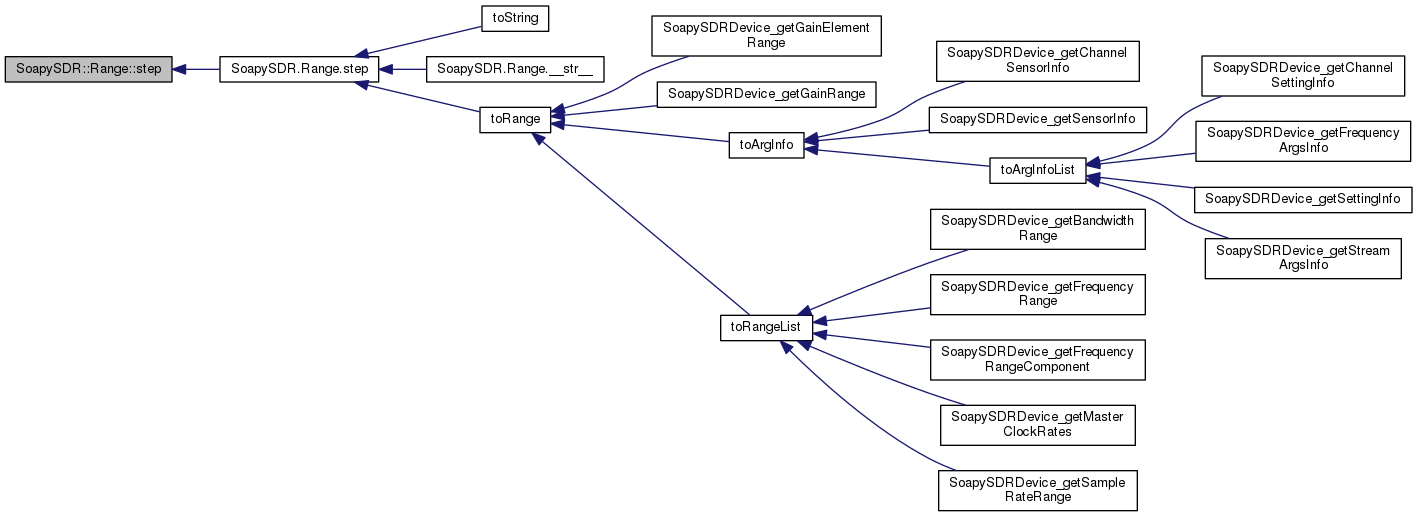 SoapySDR::Range::step
SoapySDR.Range.step
toString
SoapySDR.Range.__str__
toRange
SoapySDRDevice_getGainElement
Range
SoapySDRDevice_getGainRange
toArgInfo
SoapySDRDevice_getChannel
SensorInfo
SoapySDRDevice_getSensorInfo
toArgInfoList
SoapySDRDevice_getChannel
SettingInfo
SoapySDRDevice_getFrequency
ArgsInfo
SoapySDRDevice_getSettingInfo
SoapySDRDevice_getStream
ArgsInfo
toRangeList
SoapySDRDevice_getBandwidth
Range
SoapySDRDevice_getFrequency
Range
SoapySDRDevice_getFrequency
RangeComponent
SoapySDRDevice_getMaster
ClockRates
SoapySDRDevice_getSample
RateRange